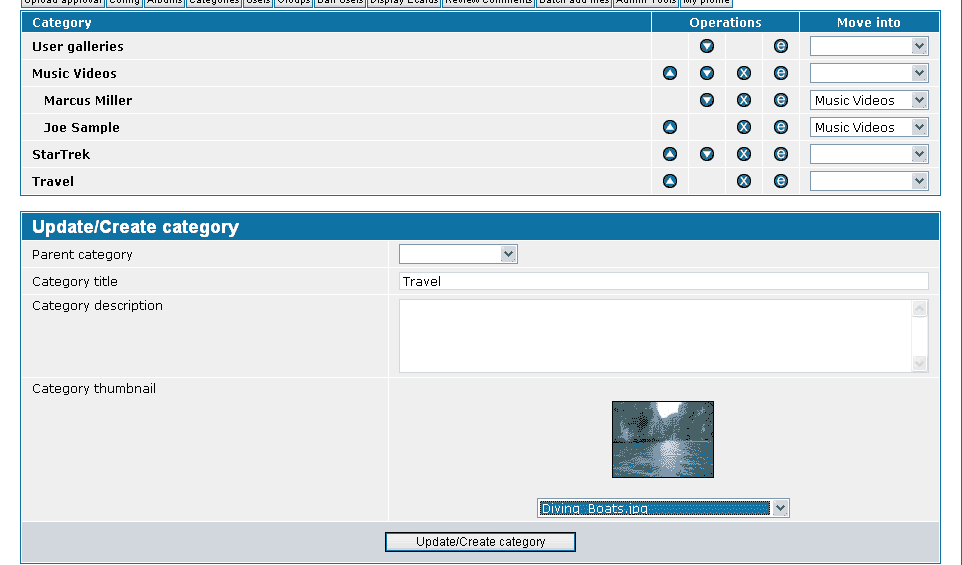 Upload approval Config Albums Categories Users Groups Ban Users Display Ecards Review Comments Batch add files Admin Tools My profile
Category Operations Move into
User galleries
Music Videos
Marcus Miller Music Videos
Joe Sample Music Videos
StarTrek
Travel
Update/Create category
Parent category
Category title Travel
Category description
Category thumbnail
Diving_Boats.jpg
Update/Create category